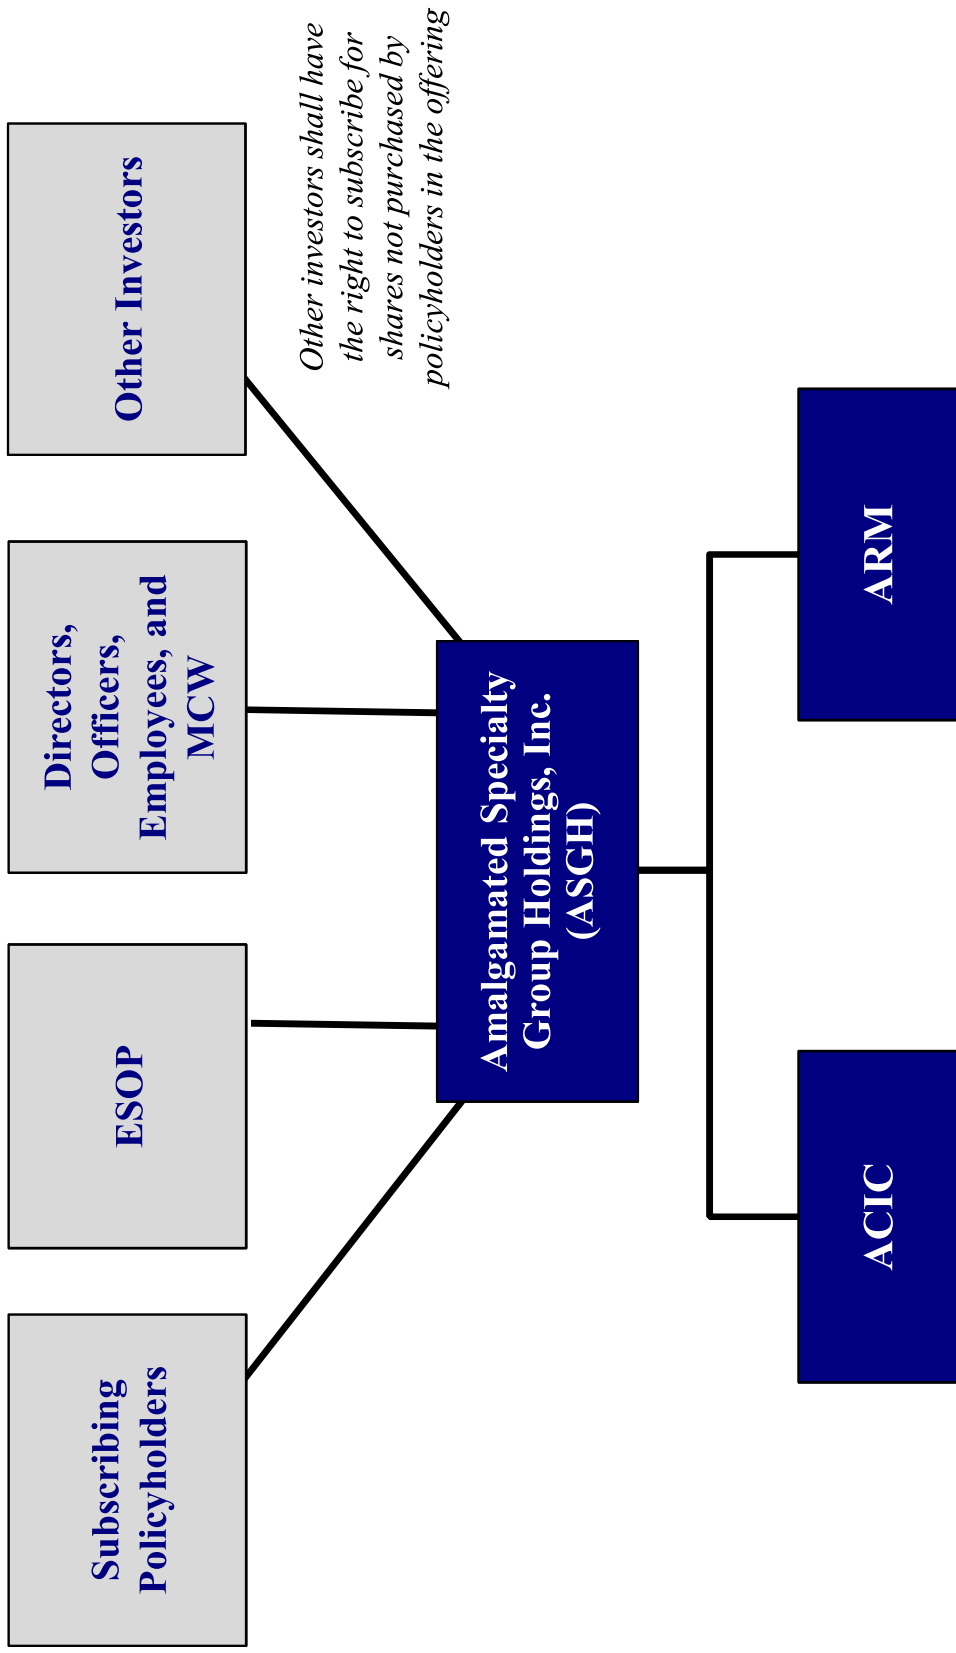 Subscribing
Policyholders
ESOP
Directors,
Officers,
Employees, and
MCW
Other Investors
Other investors shall have
the right to subscribe for
shares not purchased by
policyholders in the offering
Amalgamated Specialty
Group Holdings, Inc.
(ASGH)
ACIC
ARM